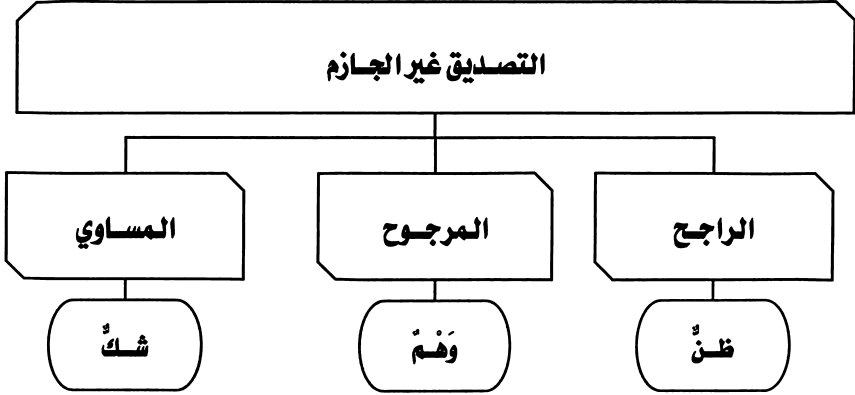 التصديق غير الجازم
الراجح
المرجوح
المساوي
ظنٌّ
وَهْمٌ
شكٌّ